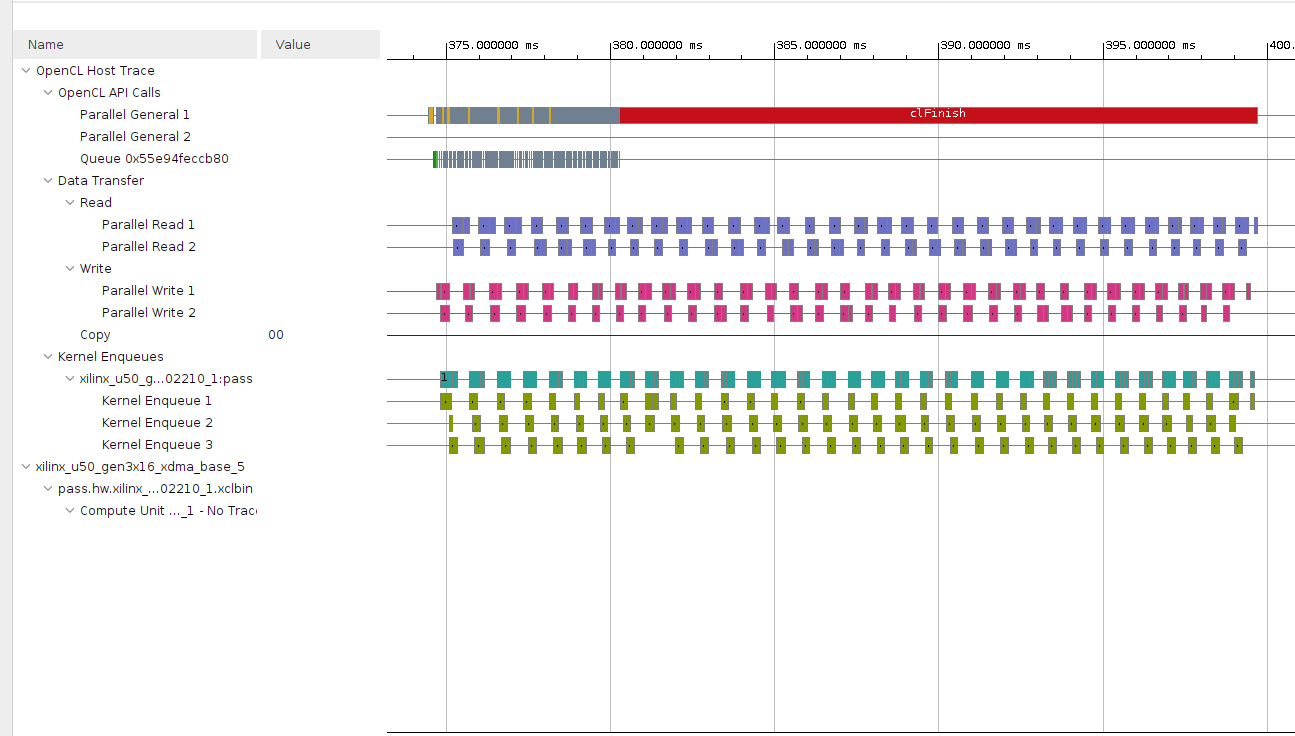 Name Value
375.000000 ms 380.000000 ms 385.000000 ms 390.000000 ms 395.000000 ms 400.
OpenCL Host Trace
OpenCL API Calls
Parallel General 1 clFinish
Parallel General 2
Queue 0x55e94feccb80
Data Transfer
Read
Parallel Read 1
Parallel Read 2
Write
Parallel Write 1
Parallel Write 2
Copy 00
Kernel Enqueues
xilinx_u50_g...02210_1:pass 1
Kernel Enqueue 1
Kernel Enqueue 2
Kernel Enqueue 3
xilinx_u50_gen3x16_xdma_base_5
pass.hw.xilinx_...02210_1.xclbin
Compute Unit ..._1 - No Trac